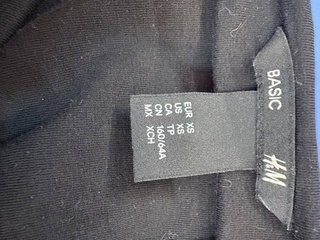 BASIC
H&M
EUR XS
US XS
CA TP
CN 160/64A
MX XCH